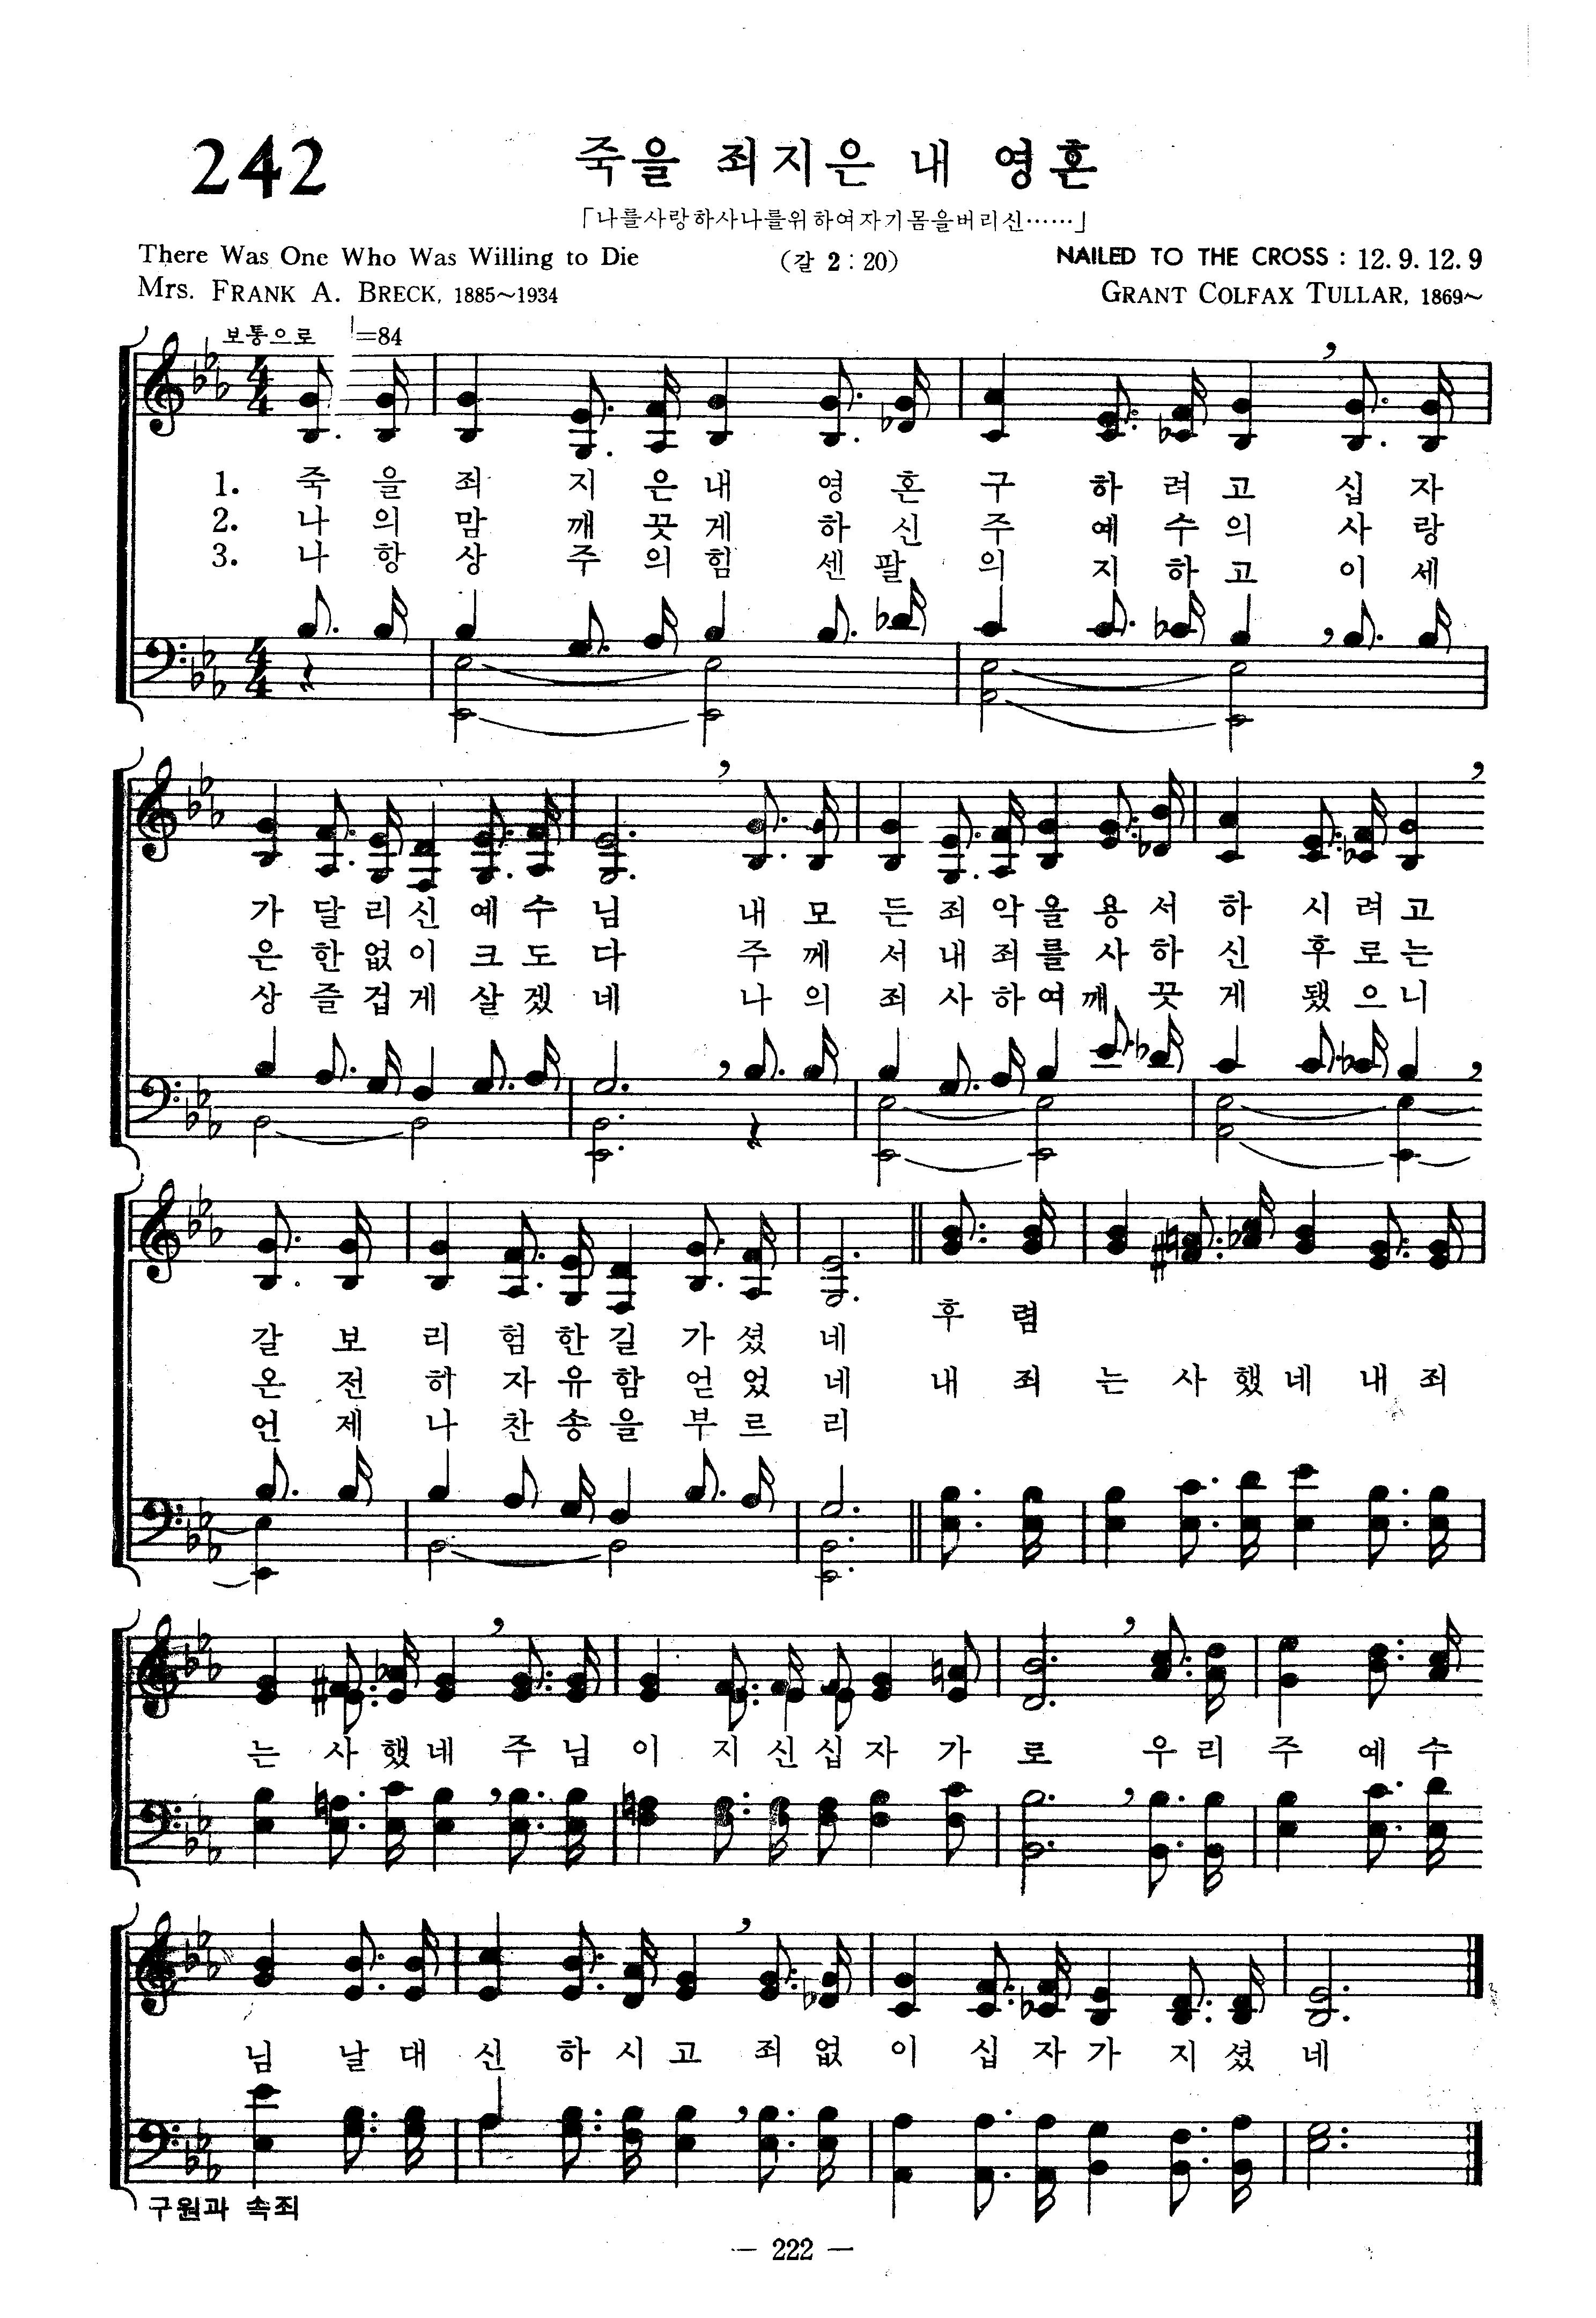 242
죽을 죄지은 내 영혼
「나를사랑하사나를위하여자기몸을버리신……」
There Was One Who Was Willing to Die
(갈 2 : 20)
NAILED TO THE CROSS : 12. 9. 12. 9
Mrs. FRANK A. BRECK, 1885~1934
GRANT COLFAX TULLAR, 1869~
보통으로 =84
1. 죽 을 죄 지 은 내 영 혼 구 하 려 고 십 자
2. 나 의 맘 깨 끗 게 하 신 주 예 수 의 사 랑
3. 나 항 상 주 의 힘 센 팔 의 지 하 고 이 세
가 달 리 신 예 수 님 내 모 든 죄 악 을 용 서 하 시 려 고
은 한 없 이 크 도 다 주 께 서 내 죄 를 사 하 신 후 로 는
상 즐 겁 게 살 겠 네 나 의 죄 사 하 여 깨 끗 게 됐 으 니
후 렴
갈 보 리 험 한 길 가 셨 네
온 전 히 자 유 함 얻 었 네 내 죄 는 사 했 네 내 죄
언 제 나 찬 송 을 부 르 리
는 사 했 네 주 님 이 지 신 십 자 가 로 우 리 주 예 수
님 날 대 신 하 시 고 죄 없 이 십 자 가 지 셨 네
구원과 속죄
— 222 —